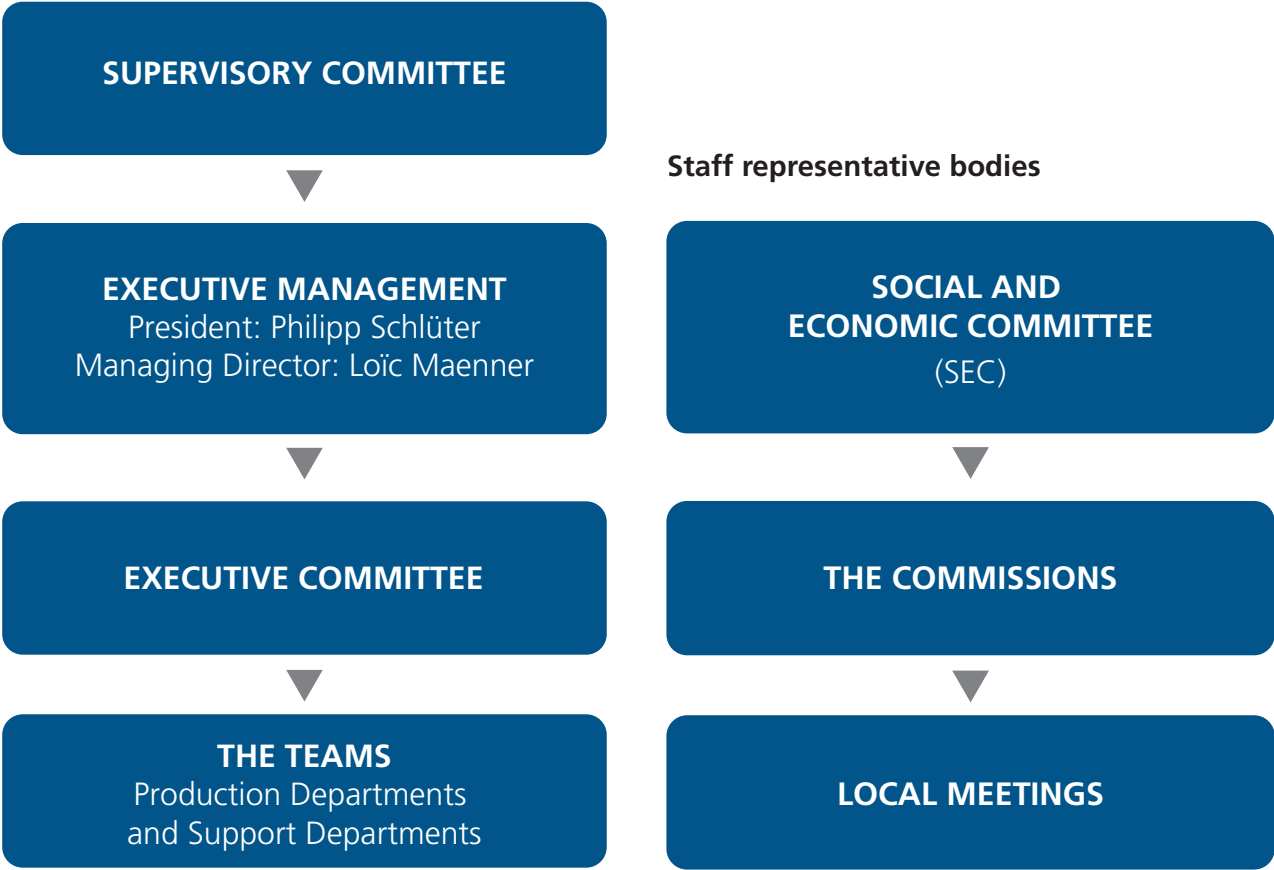 SUPERVISORY COMMITTEE
EXECUTIVE MANAGEMENT
President: Philipp Schlüter
Managing Director: Loïc Maenner
EXECUTIVE COMMITTEE
THE TEAMS
Production Departments
and Support Departments
Staff representative bodies
SOCIAL AND
ECONOMIC COMMITTEE
(SEC)
THE COMMISSIONS
LOCAL MEETINGS